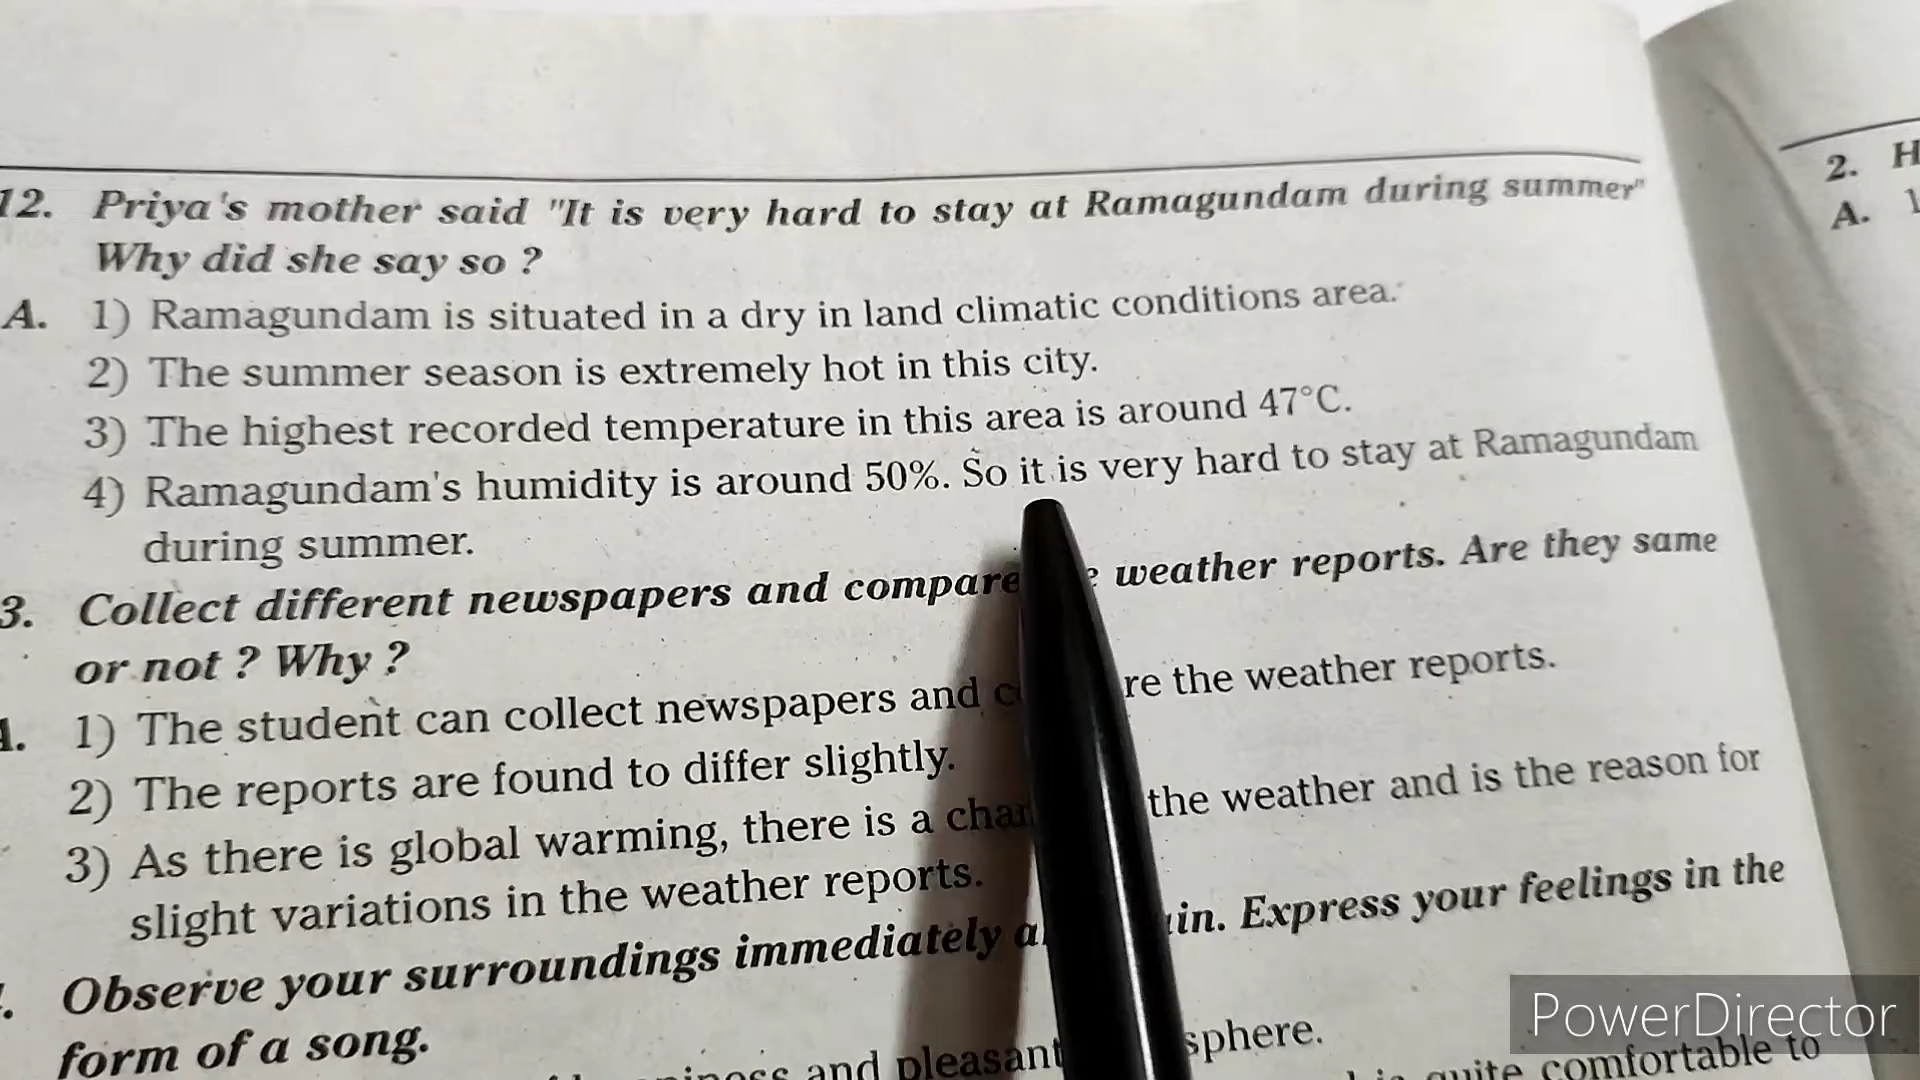 12. Priya's mother said "It is very hard to stay at Ramagundam during summer"
Why did she say so ?
A. 1) Ramagundam is situated in a dry in land climatic conditions area.
2) The summer season is extremely hot in this city.
3) The highest recorded temperature in this area is around 47°C.
4) Ramagundam's humidity is around 50%. So it is very hard to stay at Ramagundam
during summer.
3. Collect different newspapers and compare weather reports. Are they same
or not ? Why ?
1) The student can collect newspapers and re the weather reports.
2) The reports are found to differ slightly.
3) As there is global warming, there is a the weather and is the reason for
slight variations in the weather reports.
Observe your surroundings immediately in. Express your feelings in the
form of a song.
and pleasant sphere.
quite comfortable to
2. H
A. 1
PowerDirector